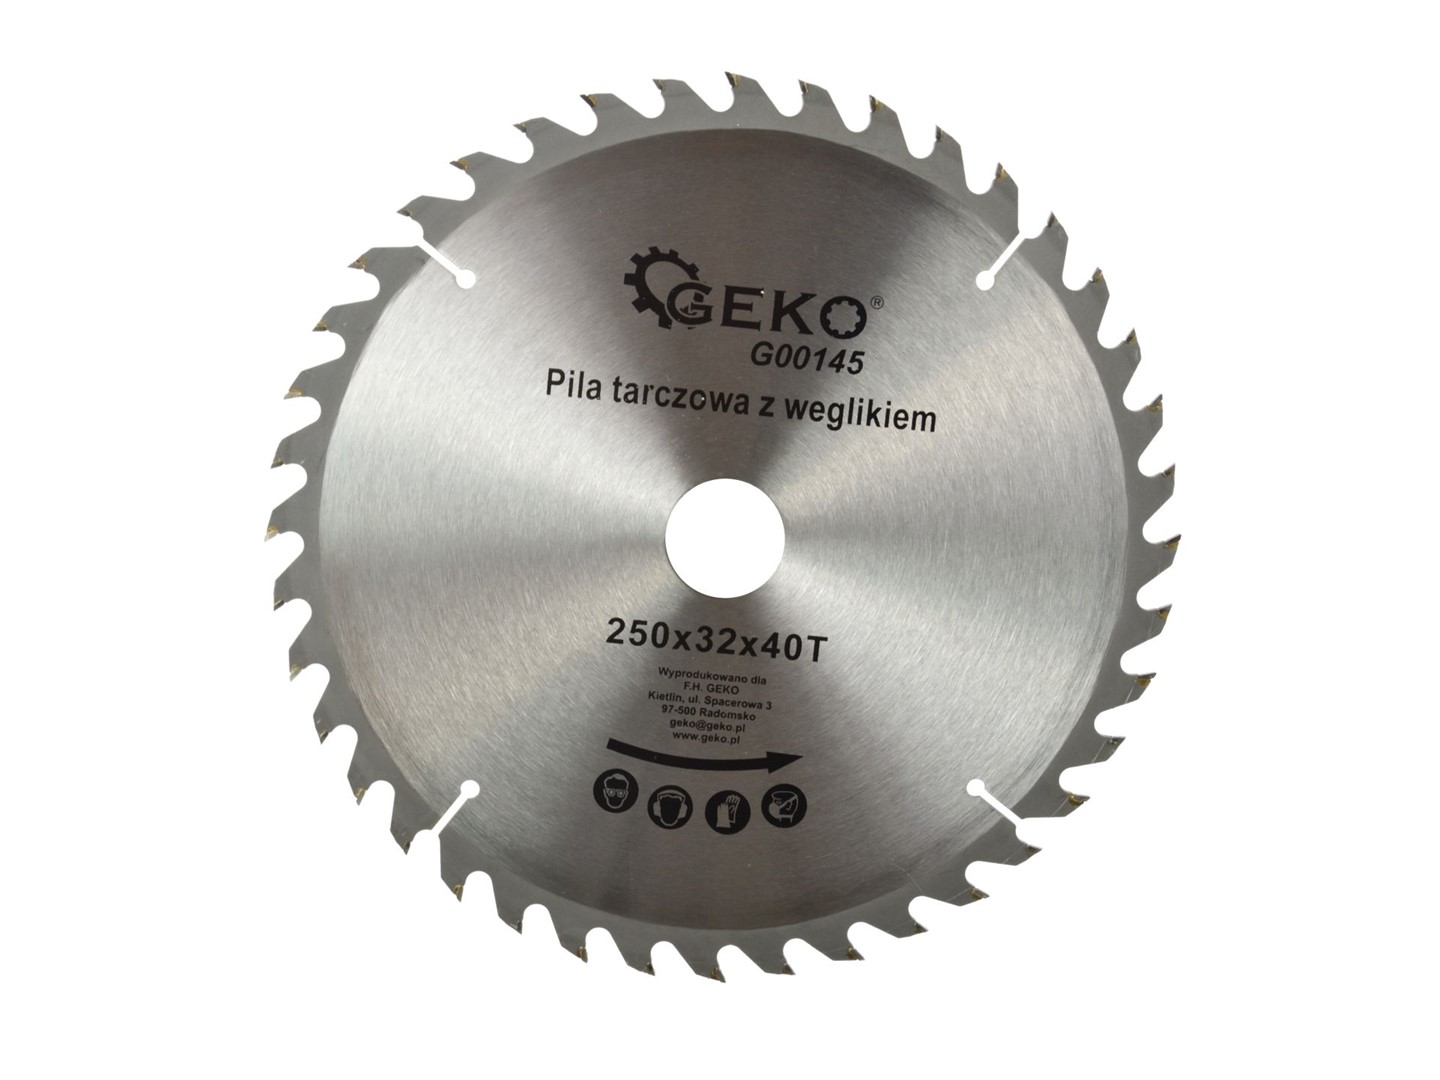 GEKO®
G00145
Pila tarczowa z weglikiem
250x32x40T
Wyprodukowano dla
F.H. GEKO
Kietlin, ul. Spacerowa 3
97-500 Radomsko
geko@geko.pl
www.geko.pl